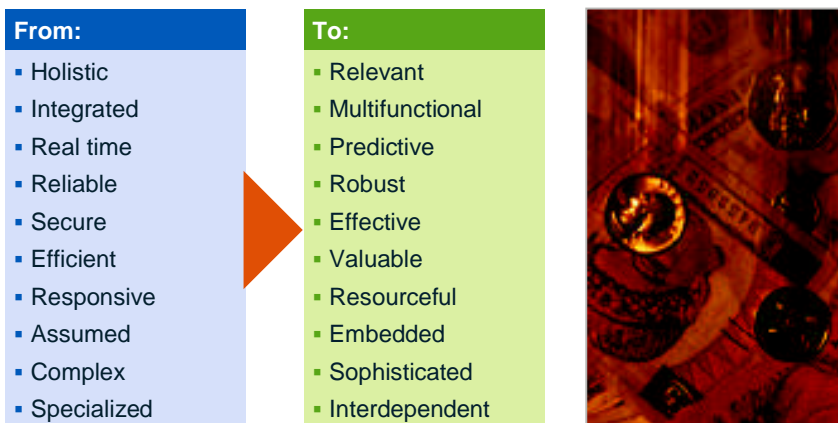 From:
Holistic
Integrated
Real time
Reliable
Secure
Efficient
Responsive
Assumed
Complex
Specialized
To:
Relevant
Multifunctional
Predictive
Robust
Effective
Valuable
Resourceful
Embedded
Sophisticated
Interdependent